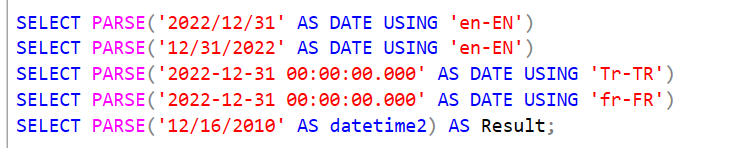 SELECT PARSE('2022/12/31' AS DATE USING 'en-EN')
SELECT PARSE('12/31/2022' AS DATE USING 'en-EN')
SELECT PARSE('2022-12-31 00:00:00.000' AS DATE USING 'Tr-TR')
SELECT PARSE('2022-12-31 00:00:00.000' AS DATE USING 'fr-FR')
SELECT PARSE('12/16/2010' AS datetime2) AS Result;